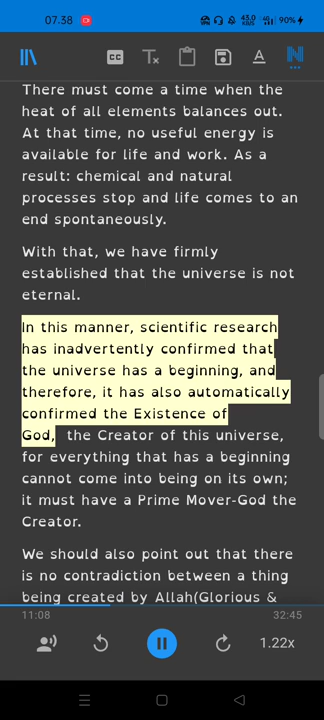 07.38
43.0
KB/S
4G
90%
CC
There must come a time when the
heat of all elements balances out.
At that time, no useful energy is
available for life and work. As a
result: chemical and natural
processes stop and life comes to an
end spontaneously.
With that, we have firmly
established that the universe is not
eternal.
In this manner, scientific research
has inadvertently confirmed that
the universe has a beginning, and
therefore, it has also automatically
confirmed the Existence of
God, the Creator of this universe,
for everything that has a beginning
cannot come into being on its own;
it must have a Prime Mover-God the
Creator.
We should also point out that there
is no contradiction between a thing
being created by Allah(Glorious &
11:08
32:45
1.22x